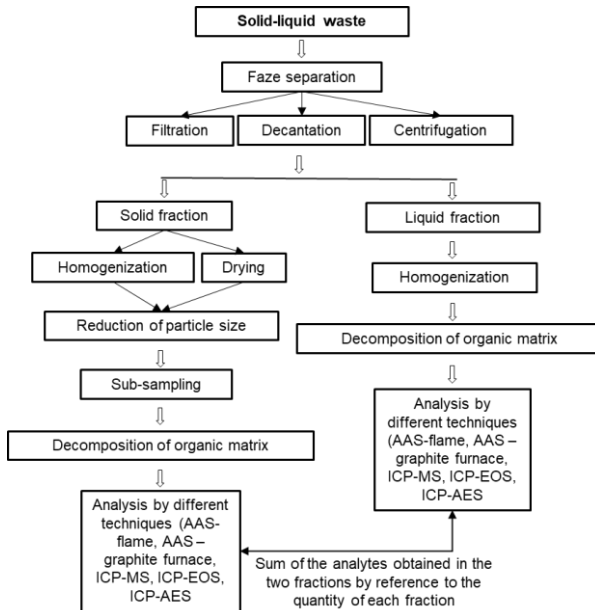 Solid-liquid waste
Faze separation
Filtration
Decantation
Centrifugation
Solid fraction
Liquid fraction
Homogenization
Drying
Homogenization
Reduction of particle size
Decomposition of organic matrix
Sub-sampling
Decomposition of organic matrix
Analysis by
different techniques
(AAS-flame, AAS –
graphite furnace,
ICP-MS, ICP-EOS,
ICP-AES
Analysis by different
techniques (AAS-
flame, AAS –
graphite furnace,
ICP-MS, ICP-EOS,
ICP-AES
Sum of the analytes obtained in the
two fractions by reference to the
quantity of each fraction